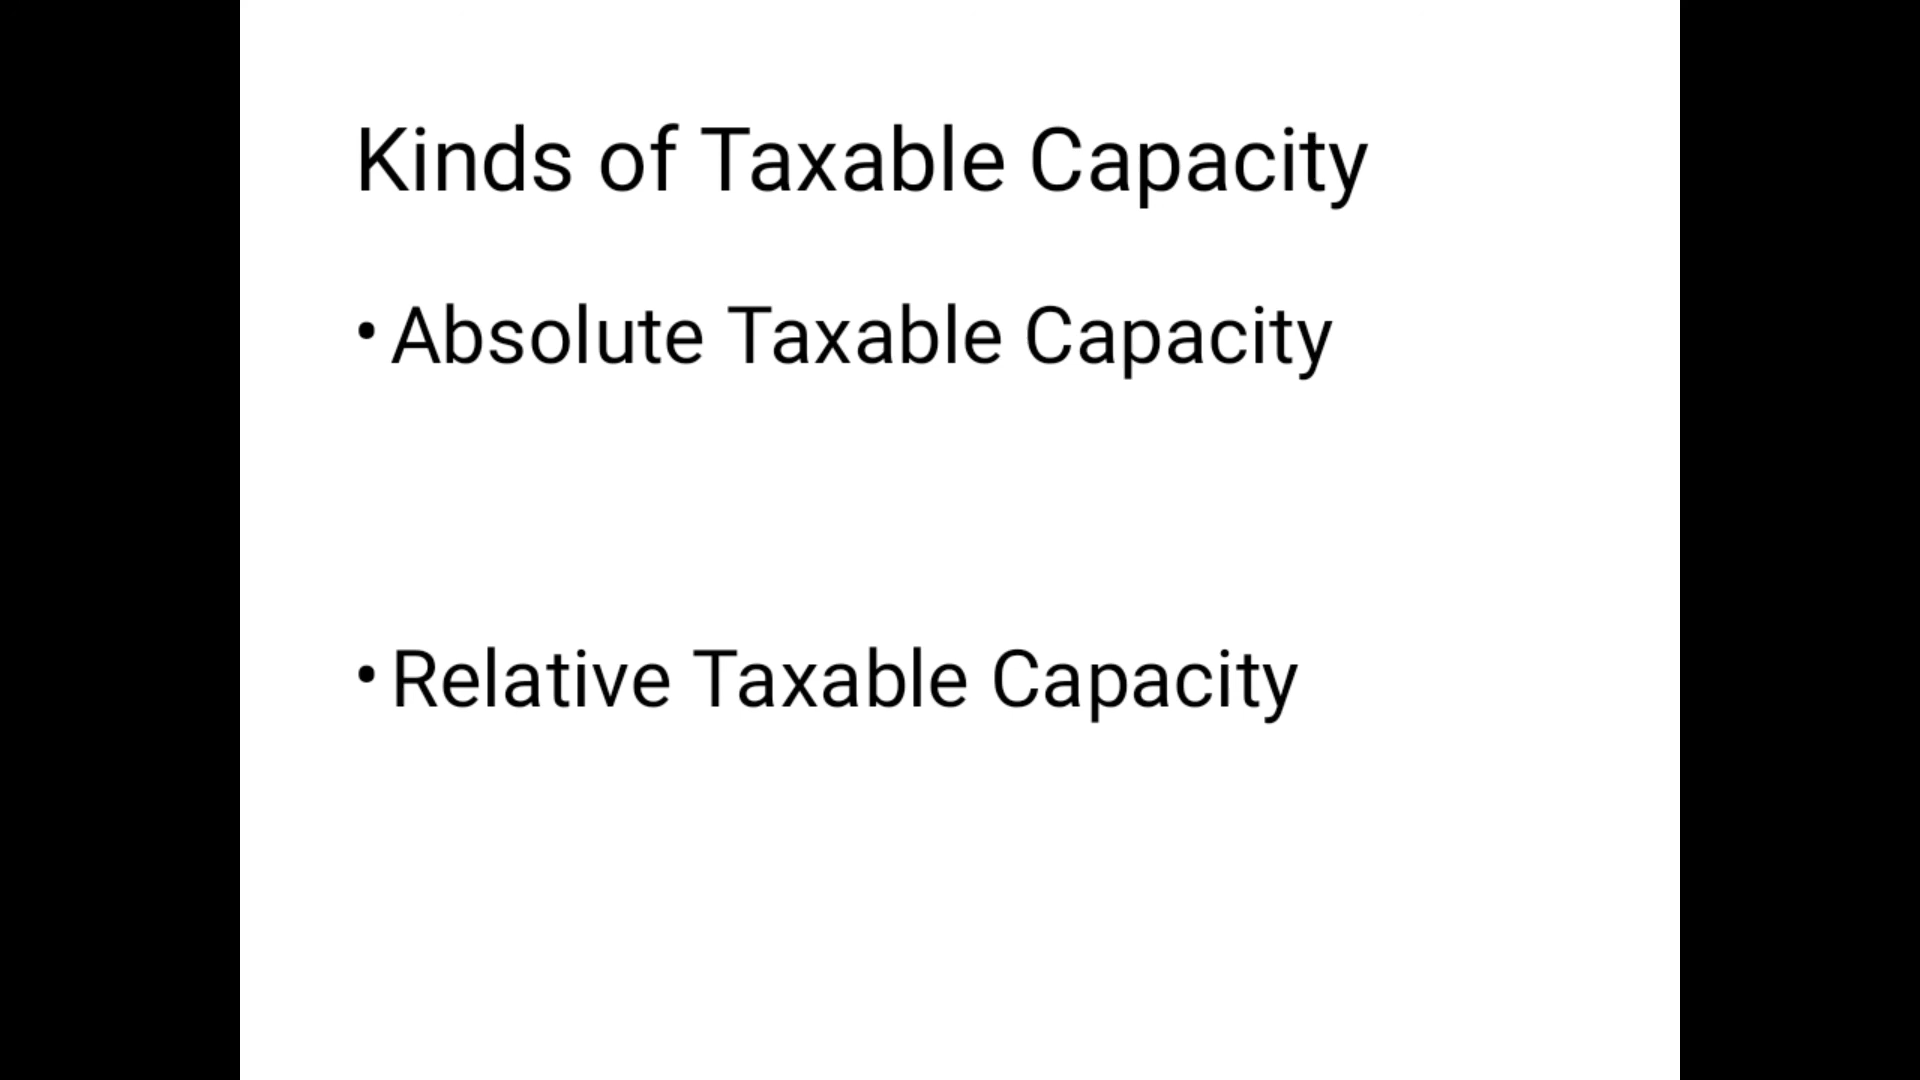 Kinds of Taxable Capacity
• Absolute Taxable Capacity
• Relative Taxable Capacity